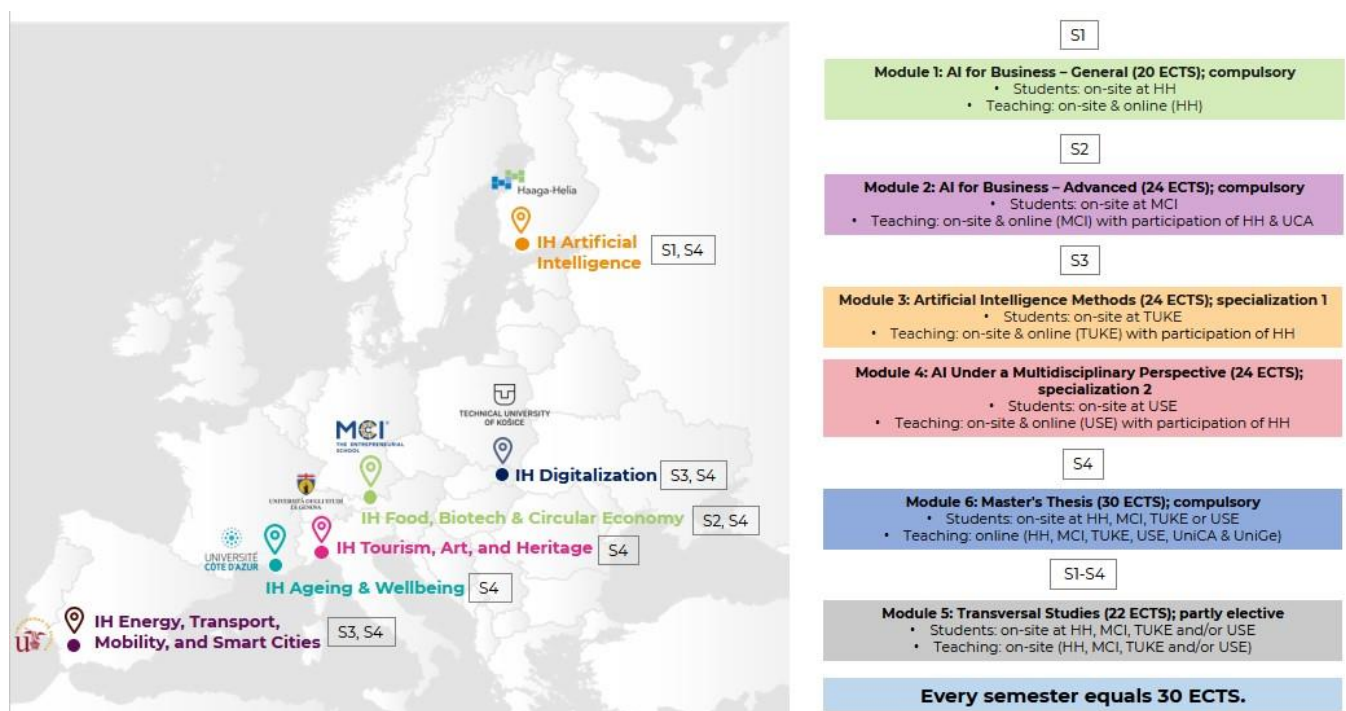 Haaga-Helia
IH Artificial
Intelligence
S1, S4
TECHNICAL UNIVERSITY
OF KOŠICE
MCI
THE ENTREPRENEURIAL
SCHOOL
IH Digitalization
S3, S4
UNIVERSITÀ DEGLI STUDI
DI GENOVA
IH Food, Biotech & Circular Economy
S2, S4
IH Tourism, Art, and Heritage
S4
UNIVERSITÉ
CÔTE D'AZUR
IH Ageing & Wellbeing
S4
IH Energy, Transport,
Mobility, and Smart Cities
S3, S4
S1
Module 1: AI for Business – General (20 ECTS); compulsory
• Students: on-site at HH
• Teaching: on-site & online (HH)
S2
Module 2: AI for Business – Advanced (24 ECTS); compulsory
• Students: on-site at MCI
• Teaching: on-site & online (MCI) with participation of HH & UCA
S3
Module 3: Artificial Intelligence Methods (24 ECTS); specialization 1
• Students: on-site at TUKE
• Teaching: on-site & online (TUKE) with participation of HH
Module 4: AI Under a Multidisciplinary Perspective (24 ECTS);
specialization 2
• Students: on-site at USE
• Teaching: on-site & online (USE) with participation of HH
S4
Module 6: Master's Thesis (30 ECTS); compulsory
• Students: on-site at HH, MCI, TUKE or USE
• Teaching: online (HH, MCI, TUKE, USE, UniCA & UniGe)
S1-S4
Module 5: Transversal Studies (22 ECTS); partly elective
• Students: on-site at HH, MCI, TUKE and/or USE
• Teaching: on-site (HH, MCI, TUKE and/or USE)
Every semester equals 30 ECTS.